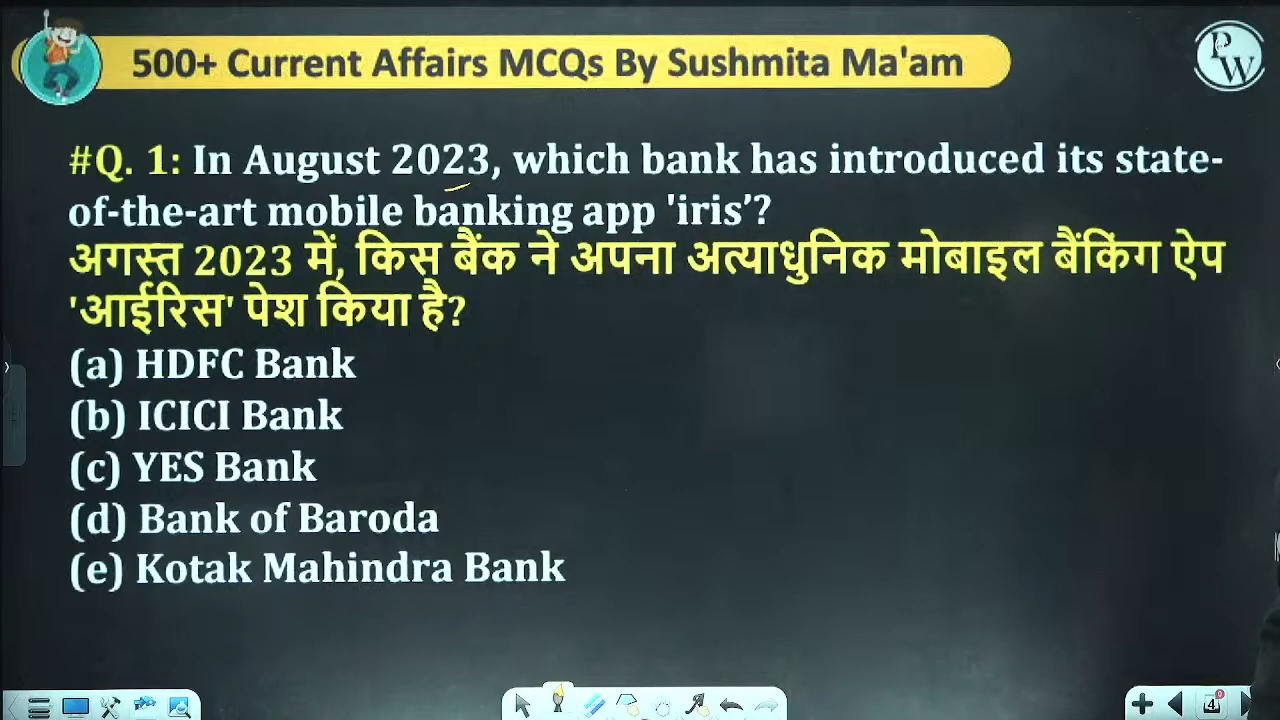 500+ Current Affairs MCQs By Sushmita Ma'am
PW
#Q. 1: In August 2023, which bank has introduced its state-
of-the-art mobile banking app 'iris’?
अगस्त 2023 में, किस बैंक ने अपना अत्याधुनिक मोबाइल बैंकिंग ऐप
'आईरिस' पेश किया है?
(a) HDFC Bank
(b) ICICI Bank
(c) YES Bank
(d) Bank of Baroda
(e) Kotak Mahindra Bank
4